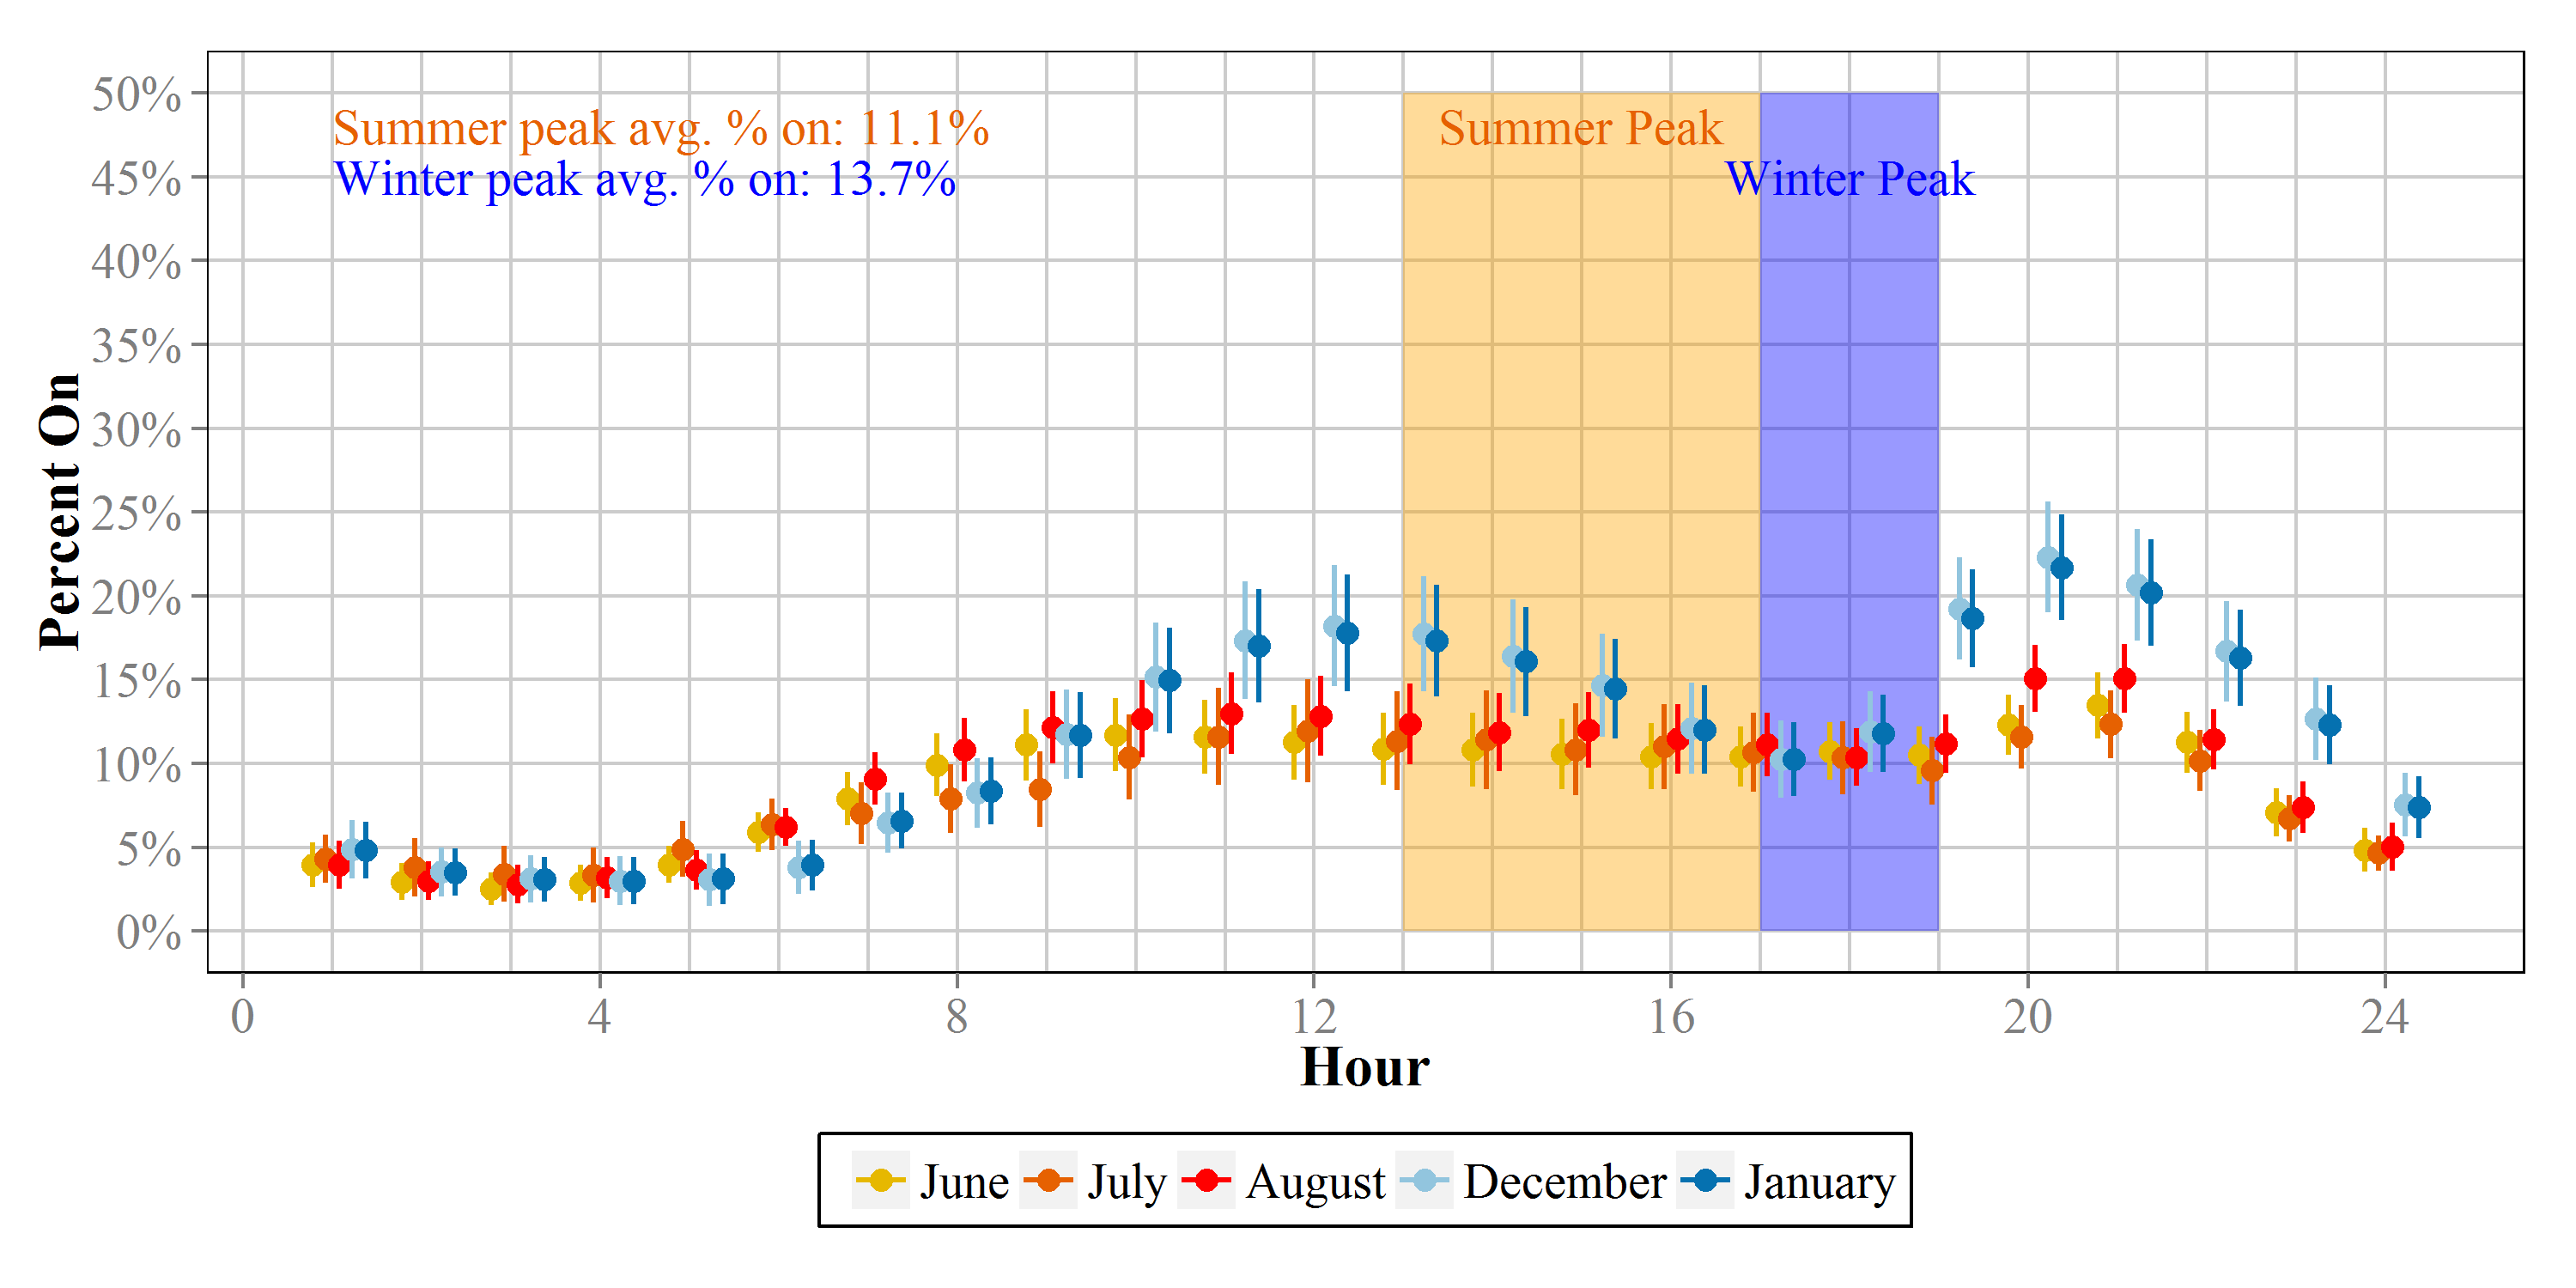 Summer peak avg. % on: 11.1%
Summer Peak
Winter peak avg. % on: 13.7%
Winter Peak
Percent On
50%
45%
40%
35%
30%
25%
20%
15%
10%
5%
0%
0 4 8 12 16 20 24
Hour
June July August December January